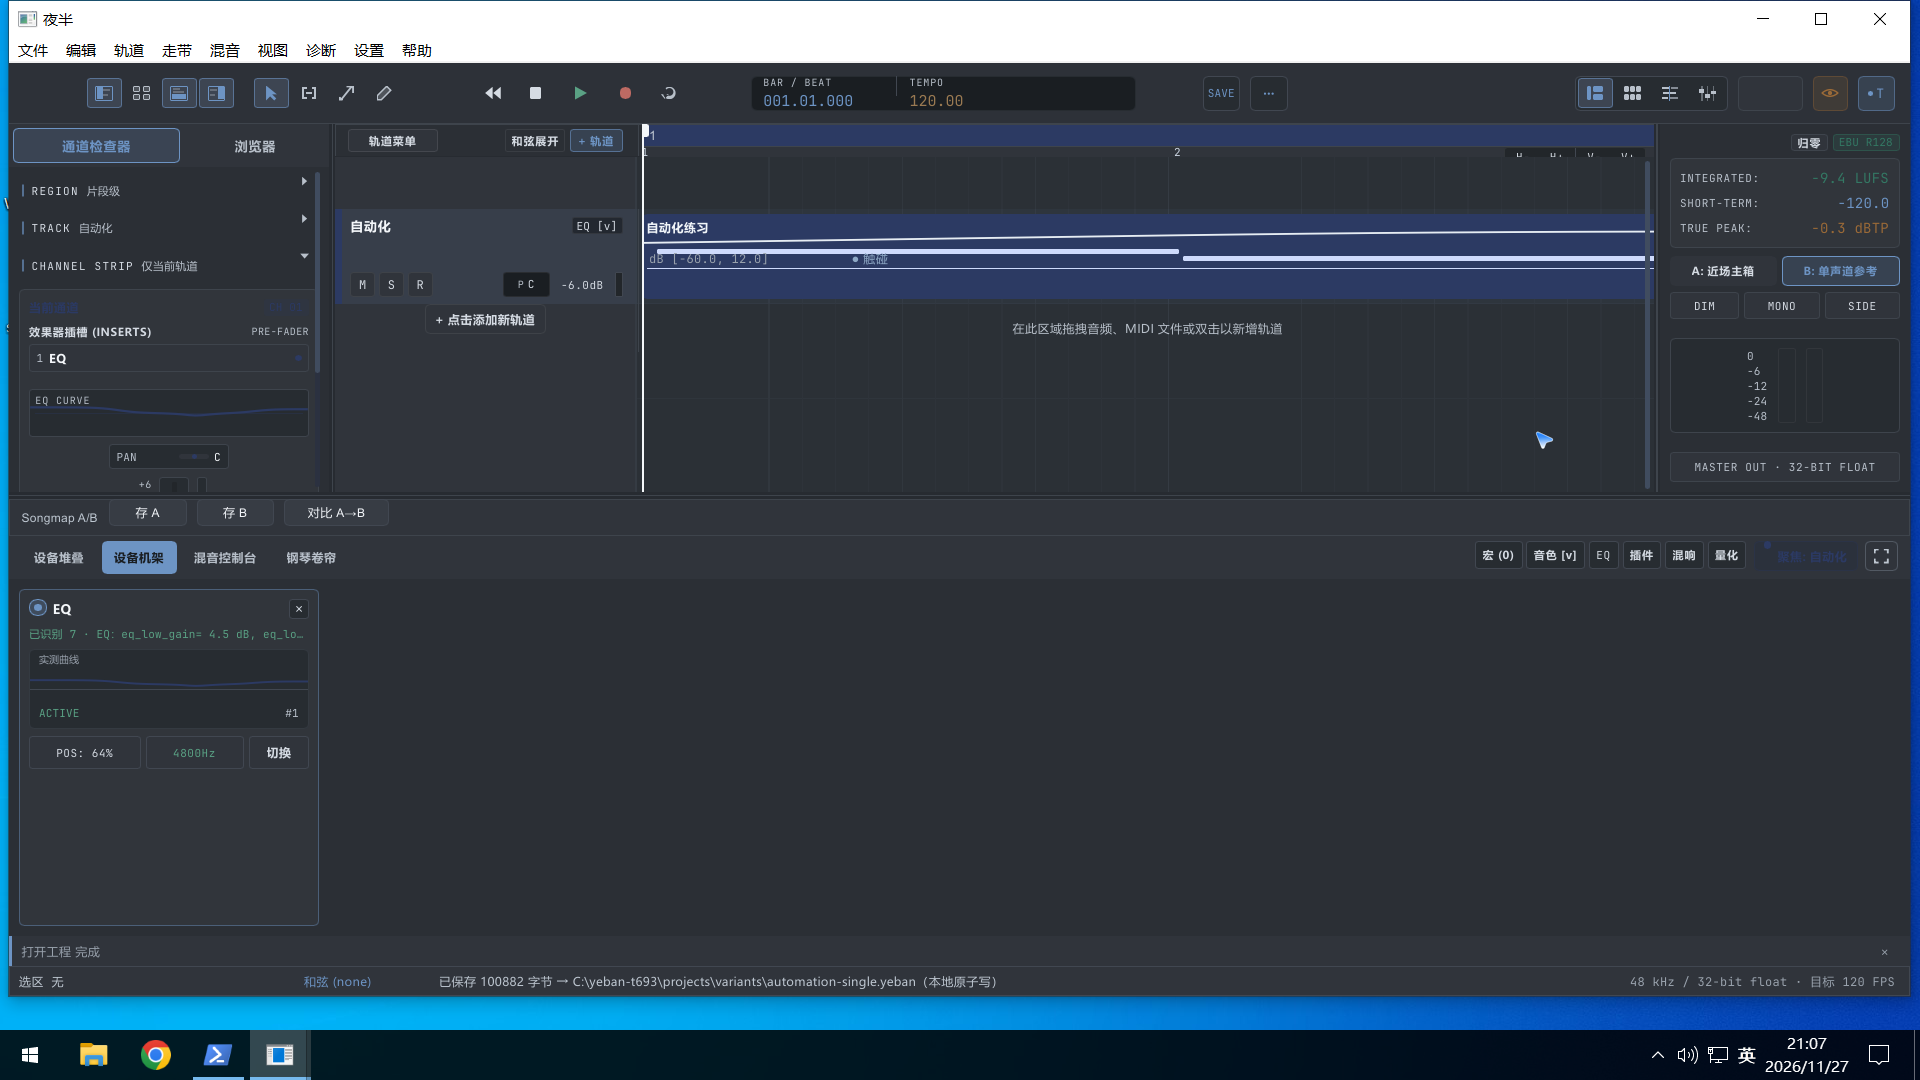 夜半
文件 编辑 轨道 走带 混音 视图 诊断 设置 帮助
BAR / BEAT
001.01.000
TEMPO
120.00
SAVE
T
通道检查器
浏览器
REGION 片段级
TRACK 自动化
CHANNEL STRIP 仅当前轨道
效果器插槽 (INSERTS)
PRE-FADER
1 EQ
EQ CURVE
PAN
C
+6
轨道菜单
和弦展开
+ 轨道
自动化
EQ [v]
M S R
PC
-6.0dB
+ 点击添加新轨道
1
1
2
自动化练习
dB [-60.0, 12.0]
触碰
在此区域拖拽音频、MIDI 文件或双击以新增轨道
归零
EBU R128
INTEGRATED: -9.4 LUFS
SHORT-TERM: -120.0
TRUE PEAK: -0.3 dBTP
A: 近场主箱
B: 单声道参考
DIM
MONO
SIDE
0
-6
-12
-24
-48
MASTER OUT · 32-BIT FLOAT
Songmap A/B
存 A
存 B
对比 A→B
设备堆叠
设备机架
混音控制台
钢琴卷帘
宏 (0)
音色 [v]
EQ
插件
混响
量化
聚焦: 自动化
EQ
×
已识别 7 · EQ: eq_low_gain= 4.5 dB, eq_lo…
实测曲线
ACTIVE
#1
POS: 64%
4800Hz
切换
打开工程 完成
×
选区 无
和弦 (none)
已保存 100882 字节 → C:\yeban-t693\projects\variants\automation-single.yeban（本地原子写）
48 kHz / 32-bit float · 目标 120 FPS
英
21:07
2026/11/27